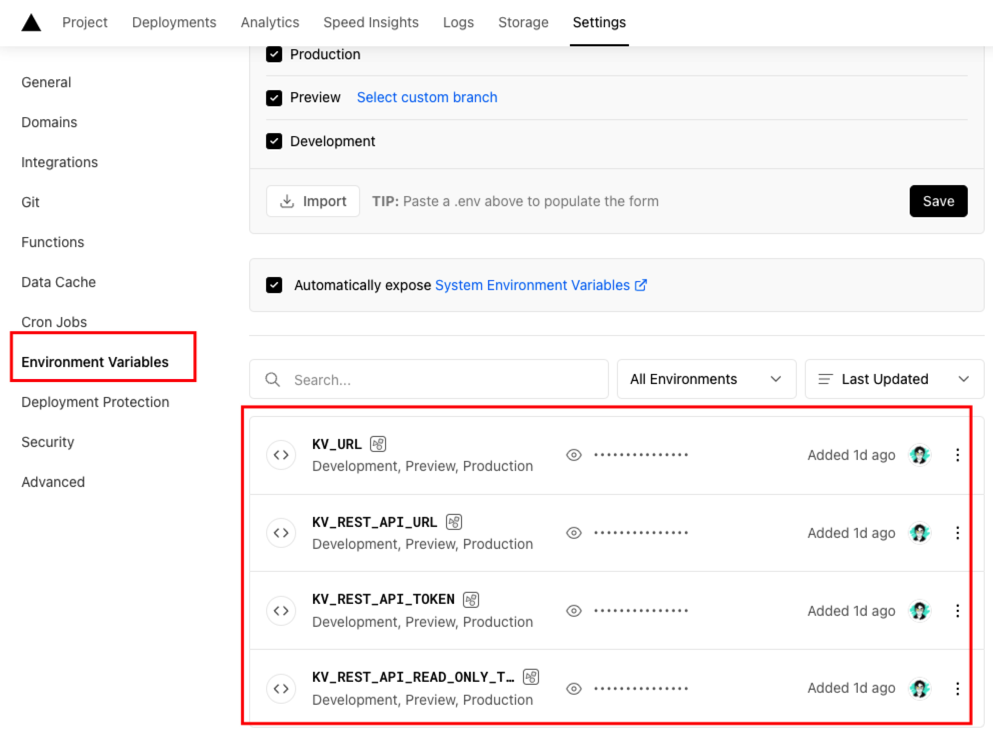 Project Deployments Analytics Speed Insights Logs Storage Settings
General
Domains
Integrations
Git
Functions
Data Cache
Cron Jobs
Environment Variables
Deployment Protection
Security
Advanced
Production
Preview Select custom branch
Development
Import TIP: Paste a .env above to populate the form Save
Automatically expose System Environment Variables
Search... All Environments Last Updated
KV_URL
Development, Preview, Production
••••••••••••••• Added 1d ago
KV_REST_API_URL
Development, Preview, Production
••••••••••••••• Added 1d ago
KV_REST_API_TOKEN
Development, Preview, Production
••••••••••••••• Added 1d ago
KV_REST_API_READ_ONLY_T…
Development, Preview, Production
••••••••••••••• Added 1d ago